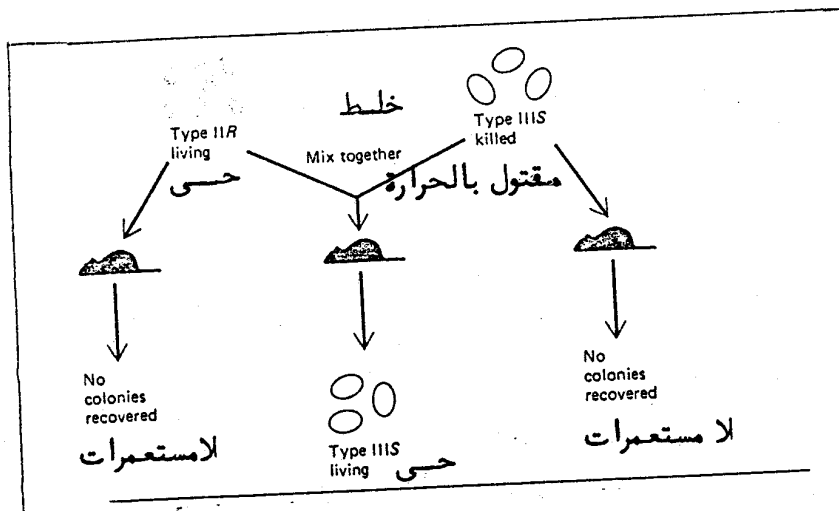 خلط
Type IIR
living
حى
Mix together
Type IIIS
killed
مقتول بالحرارة
No
colonies
recovered
لامستعمرات
Type IIIS
living
حى
No
colonies
recovered
لا مستعمرات